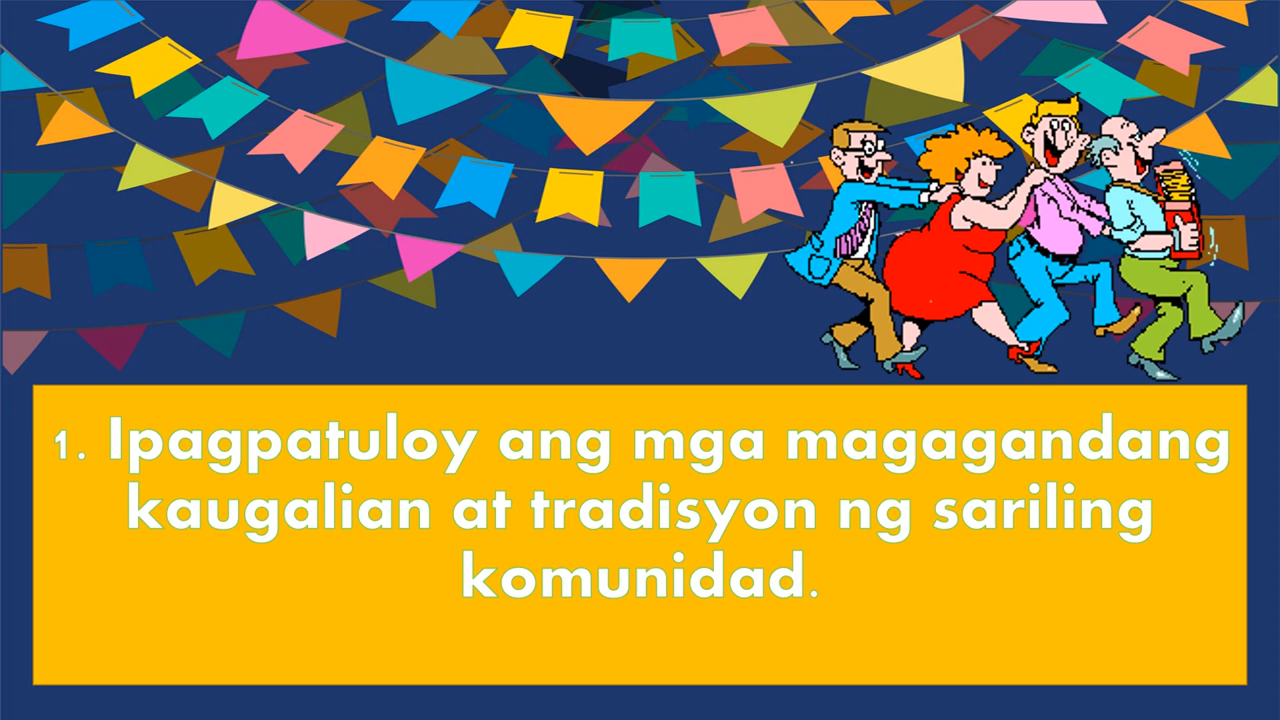 1. Ipagpatuloy ang mga magagandang
kaugalian at tradisyon ng sariling
komunidad.